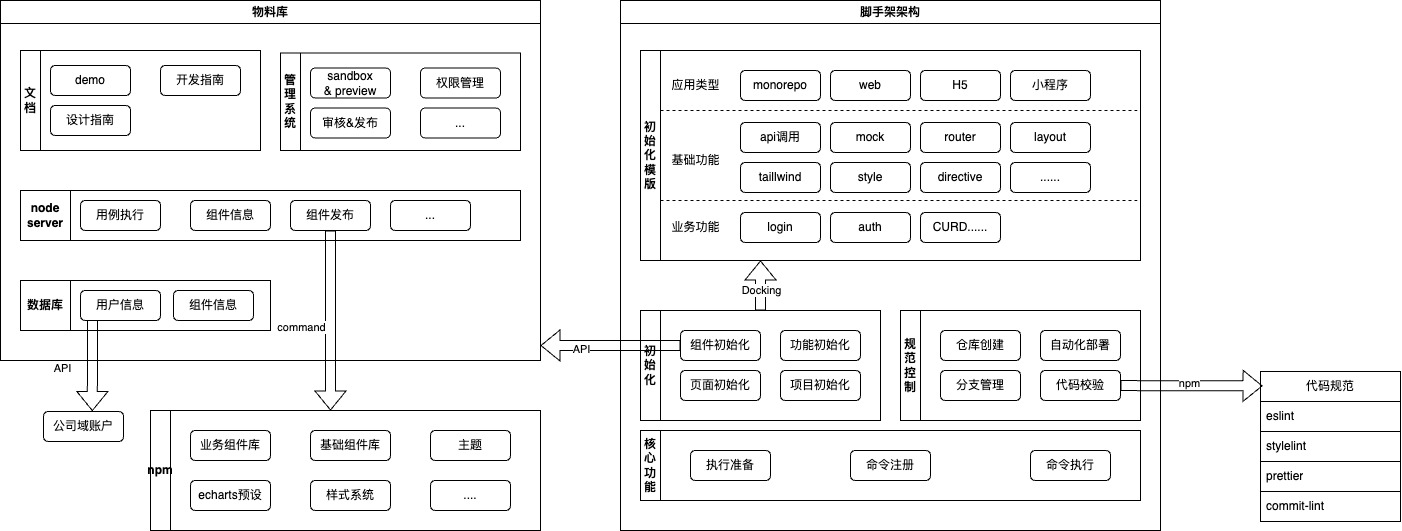 物料库
文档
demo
开发指南
设计指南
管理系统
sandbox
& preview
权限管理
审核&发布
...
node
server
用例执行
组件信息
组件发布
...
数据库
用户信息
组件信息
command
API
公司域账户
npm
业务组件库
基础组件库
主题
echarts预设
样式系统
....
脚手架架构
初始化模版
应用类型
monorepo
web
H5
小程序
基础功能
api调用
mock
router
layout
taillwind
style
directive
......
业务功能
login
auth
CURD......
Docking
API
初始化
组件初始化
功能初始化
页面初始化
项目初始化
规范控制
仓库创建
自动化部署
分支管理
代码校验
npm
核心功能
执行准备
命令注册
命令执行
代码规范
eslint
stylelint
prettier
commit-lint